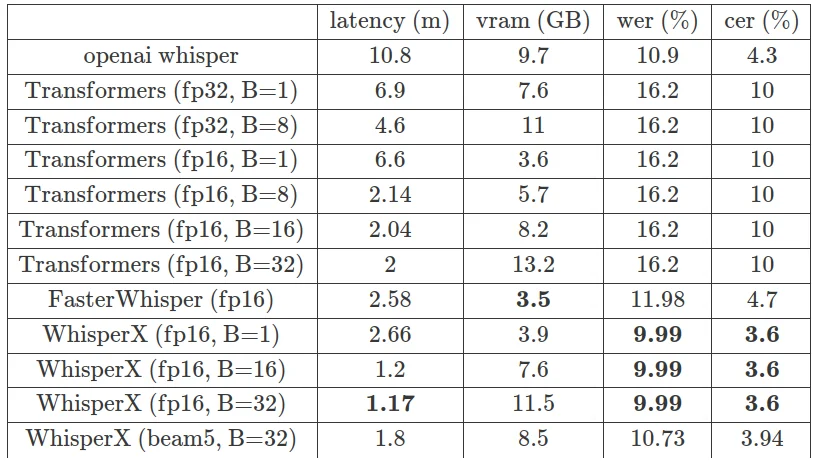 latency (m) vram (GB) wer (%) cer (%)
openai whisper 10.8 9.7 10.9 4.3
Transformers (fp32, B=1) 6.9 7.6 16.2 10
Transformers (fp32, B=8) 4.6 11 16.2 10
Transformers (fp16, B=1) 6.6 3.6 16.2 10
Transformers (fp16, B=8) 2.14 5.7 16.2 10
Transformers (fp16, B=16) 2.04 8.2 16.2 10
Transformers (fp16, B=32) 2 13.2 16.2 10
FasterWhisper (fp16) 2.58 3.5 11.98 4.7
WhisperX (fp16, B=1) 2.66 3.9 9.99 3.6
WhisperX (fp16, B=16) 1.2 7.6 9.99 3.6
WhisperX (fp16, B=32) 1.17 11.5 9.99 3.6
WhisperX (beam5, B=32) 1.8 8.5 10.73 3.94